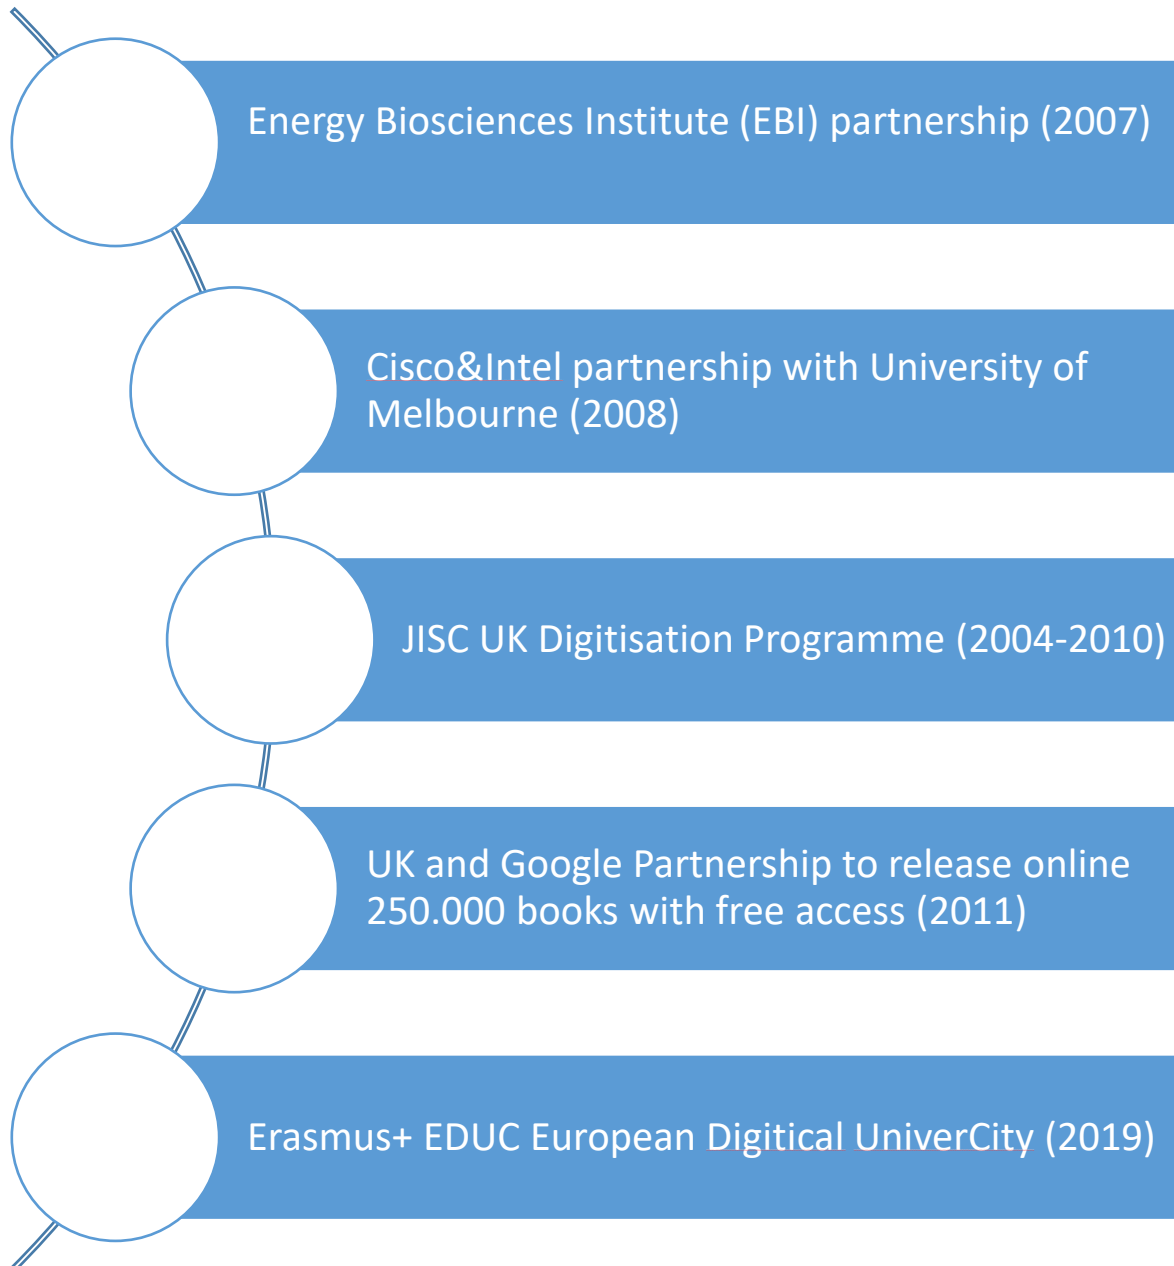 Energy Biosciences Institute (EBI) partnership (2007)
Cisco&Intel partnership with University of
Melbourne (2008)
JISC UK Digitisation Programme (2004-2010)
UK and Google Partnership to release online
250.000 books with free access (2011)
Erasmus+ EDUC European Digitical UniverCity (2019)